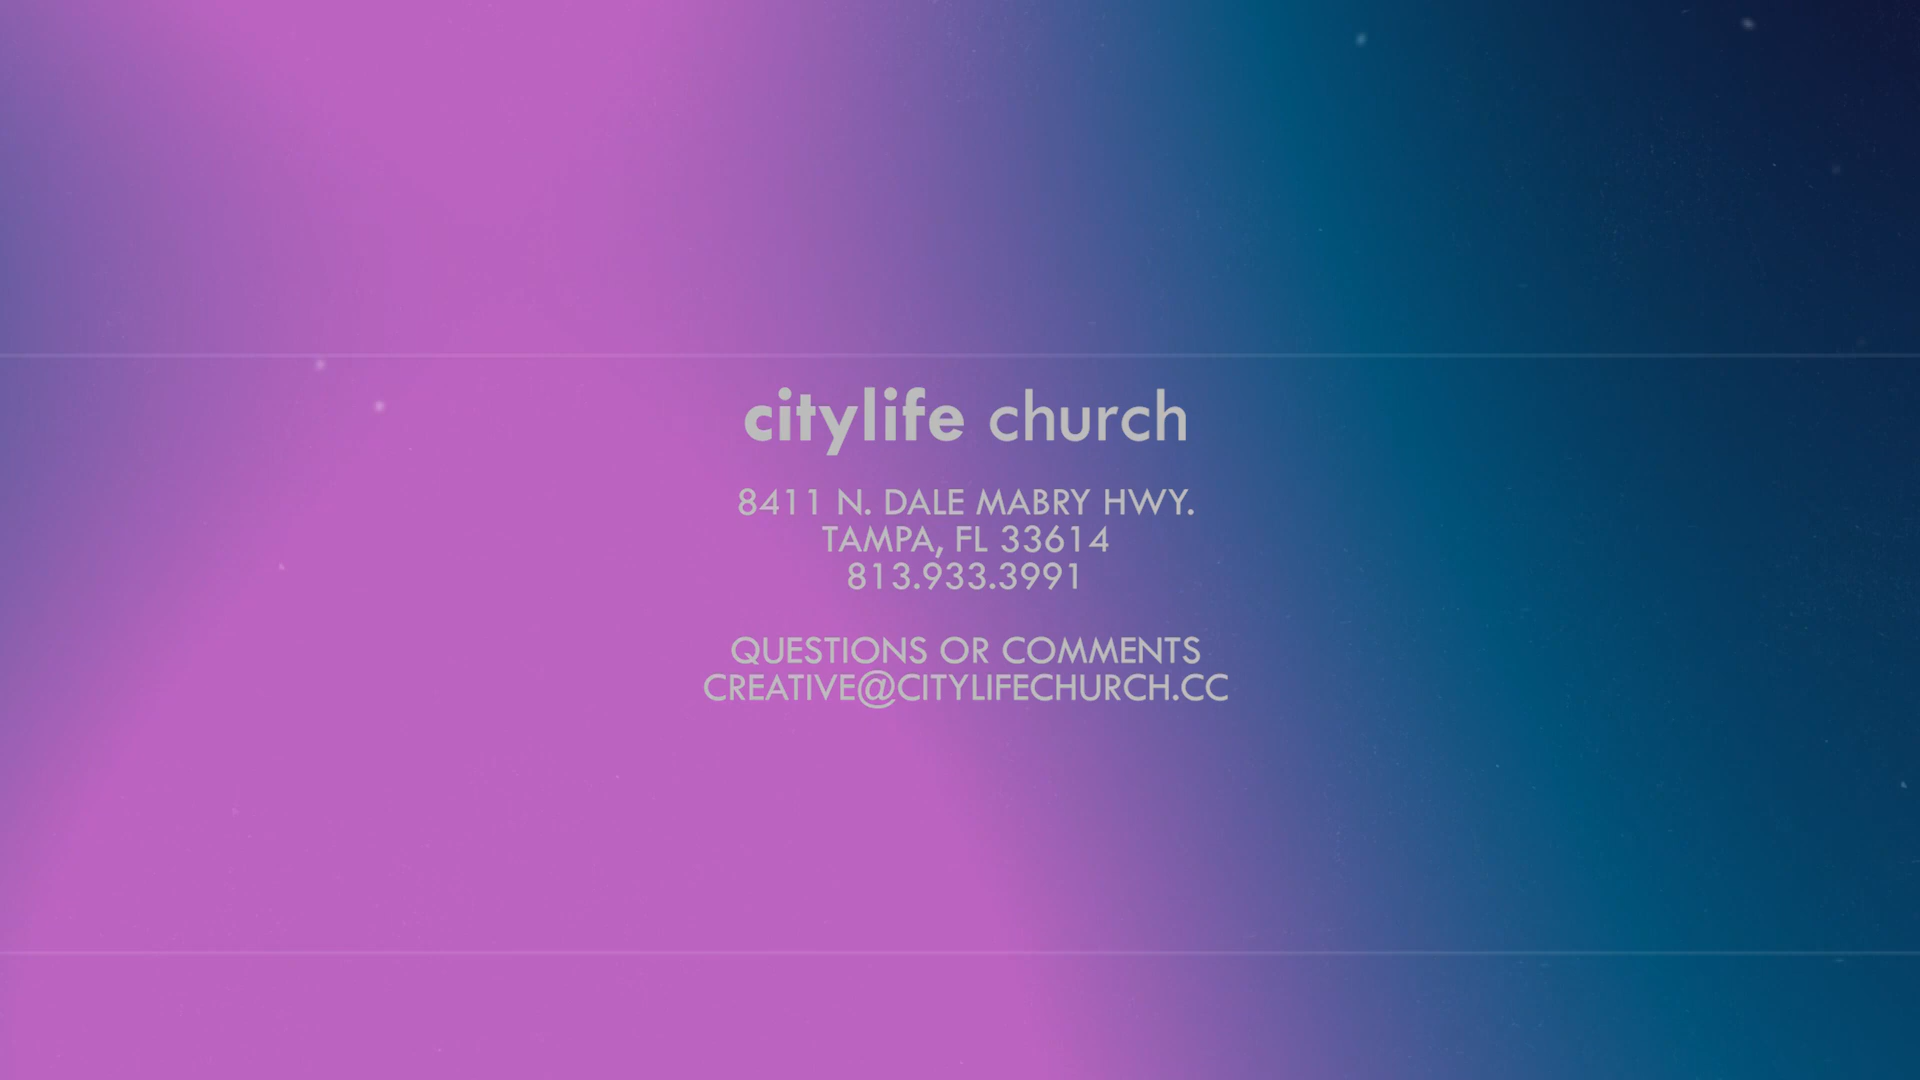 citylife church
8411 N. DALE MABRY HWY.
TAMPA, FL 33614
813.933.3991
QUESTIONS OR COMMENTS
CREATIVE@CITYLIFECHURCH.CC